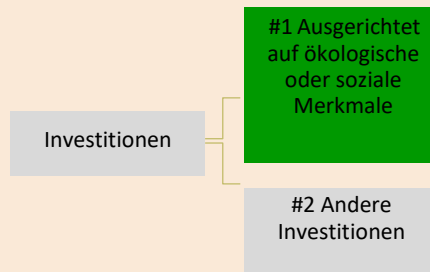 #1 Ausgerichtet
auf ökologische
oder soziale
Merkmale
Investitionen
#2 Andere
Investitionen